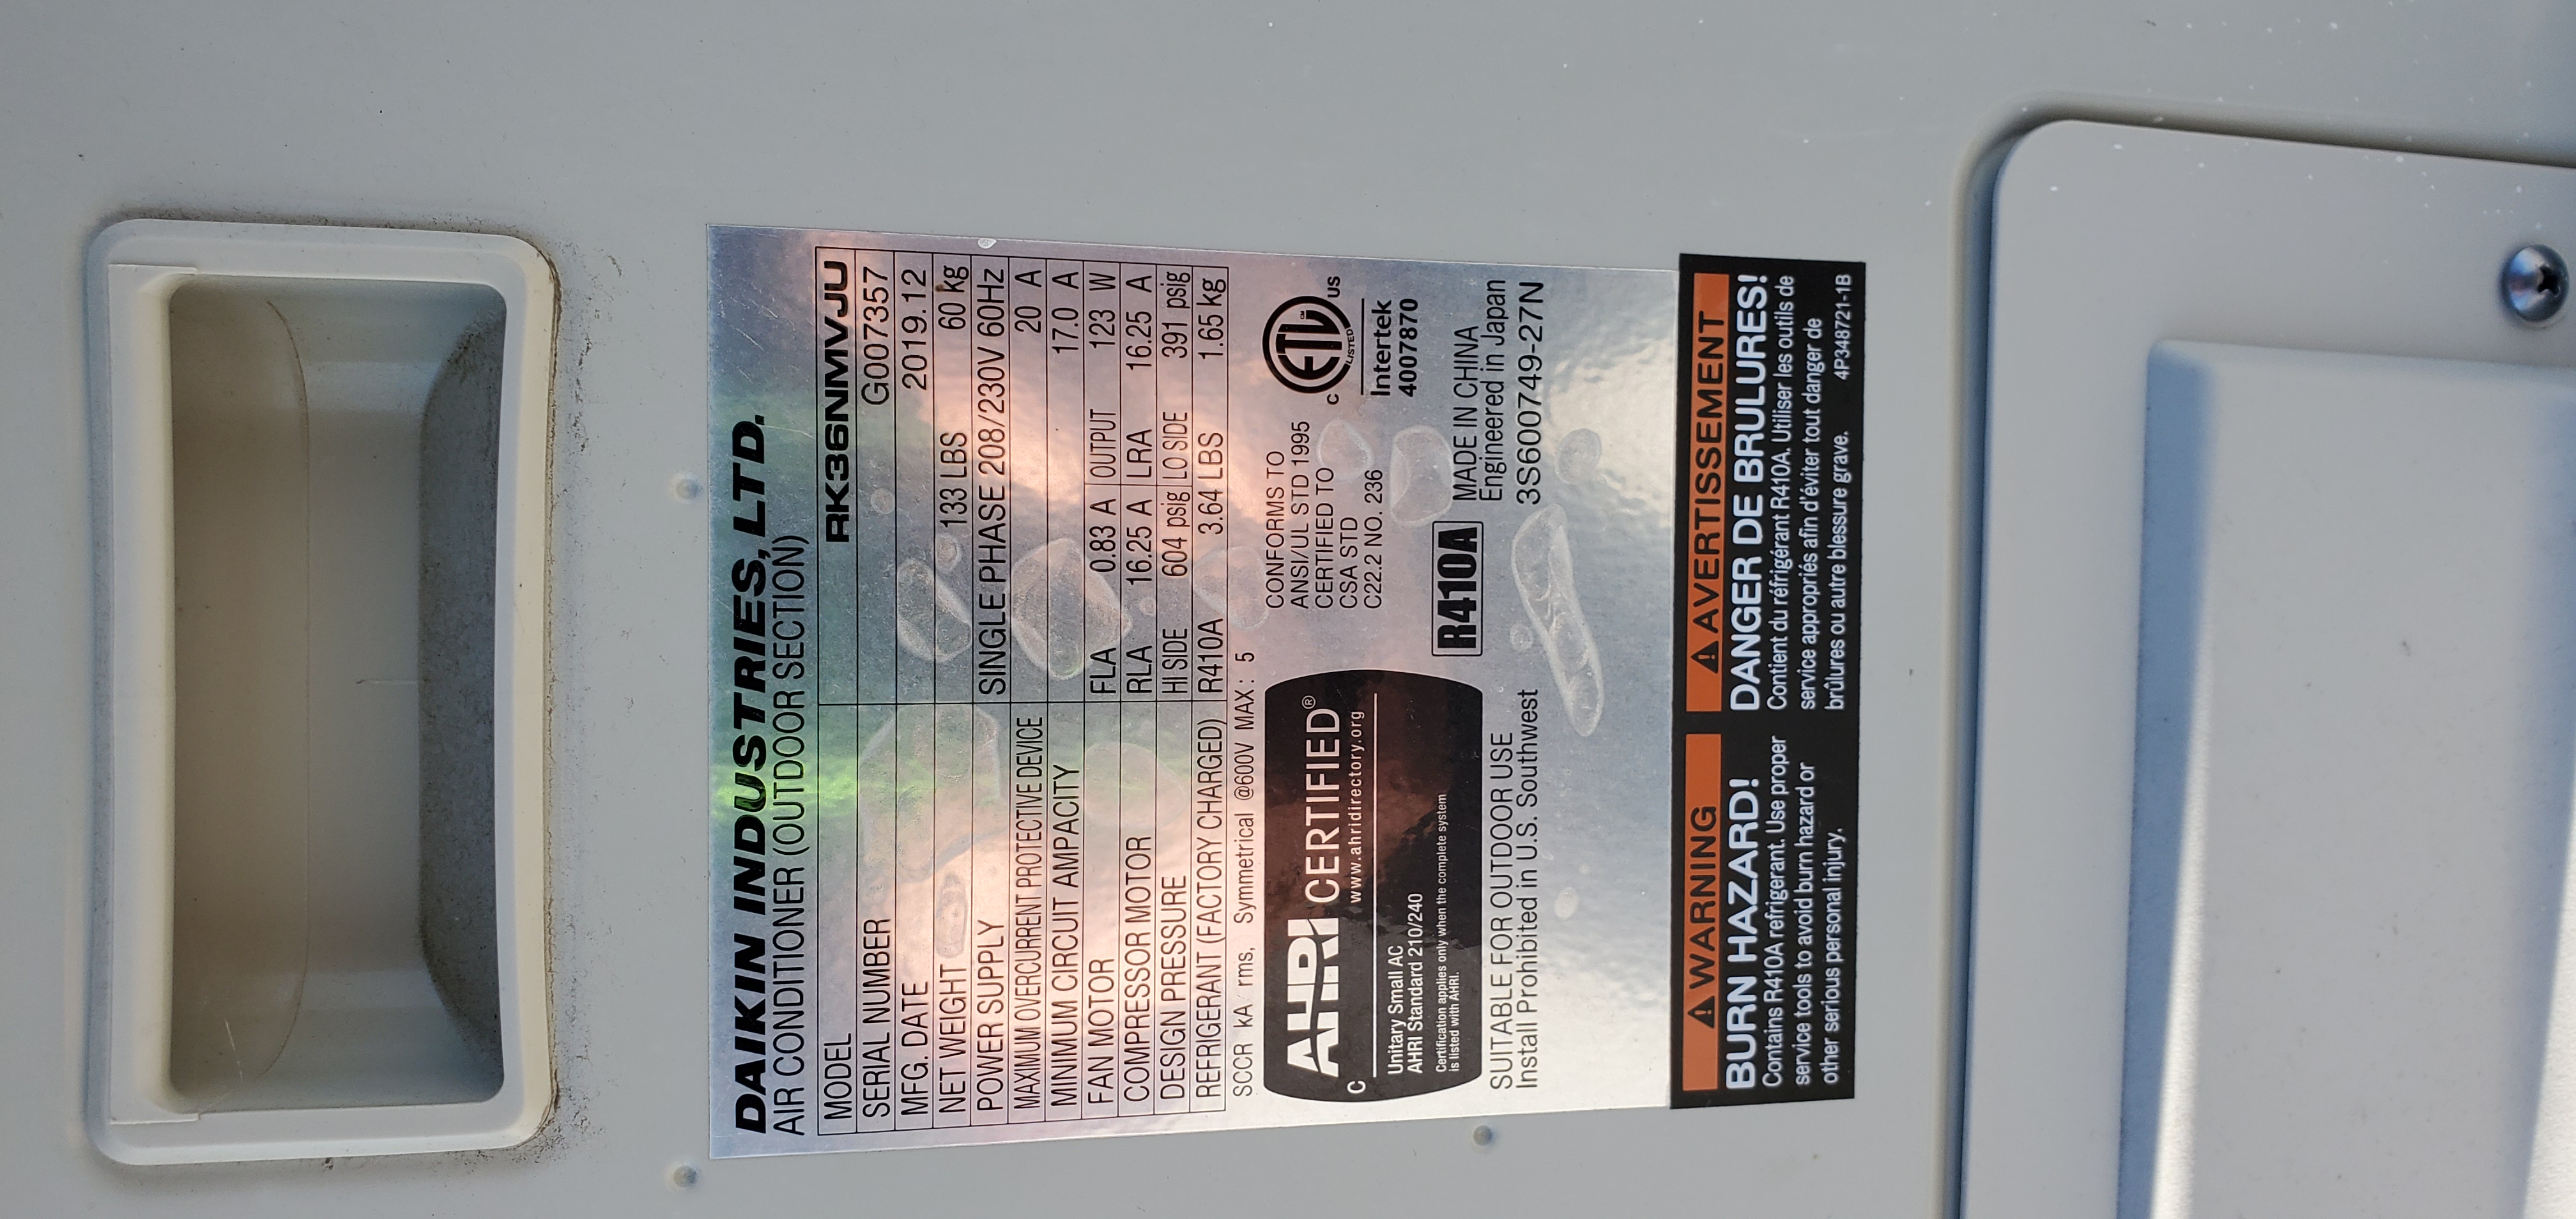 DAIKIN INDUSTRIES, LTD.
AIR CONDITIONER (OUTDOOR SECTION)
MODEL RK36NMVJU
SERIAL NUMBER G007357
MFG. DATE 2019.12
NET WEIGHT 133 LBS 60 kg
POWER SUPPLY SINGLE PHASE 208/230V 60Hz
MAXIMUM OVERCURRENT PROTECTIVE DEVICE 20 A
MINIMUM CIRCUIT AMPACITY 17.0 A
FAN MOTOR FLA 0.83 A OUTPUT 123 W
COMPRESSOR MOTOR RLA 16.25 A LRA 16.25 A
DESIGN PRESSURE HI SIDE 604 psig LO SIDE 391 psig
REFRIGERANT (FACTORY CHARGED) R410A 3.64 LBS 1.65 kg
SCCR kA rms, Symmetrical @600V MAX: 5
C AHRI CERTIFIED®
www.ahridirectory.org
Unitary Small AC
AHRI Standard 210/240
Certification applies only when the complete system
is listed with AHRI.
CONFORMS TO
ANSI/UL STD 1995
CERTIFIED TO
CSA STD
C22.2 NO. 236
C ETL CM US
LISTED
Intertek
4007870
R410A
MADE IN CHINA
Engineered in Japan
3S600749-27N
SUITABLE FOR OUTDOOR USE
Install Prohibited in U.S. Southwest
WARNING
BURN HAZARD!
Contains R410A refrigerant. Use proper
service tools to avoid burn hazard or
other serious personal injury.
AVERTISSEMENT
DANGER DE BRULURES!
Contient du réfrigérant R410A. Utiliser les outils de
service appropriés afin d'éviter tout danger de
brûlures ou autre blessure grave. 4P348721-1B